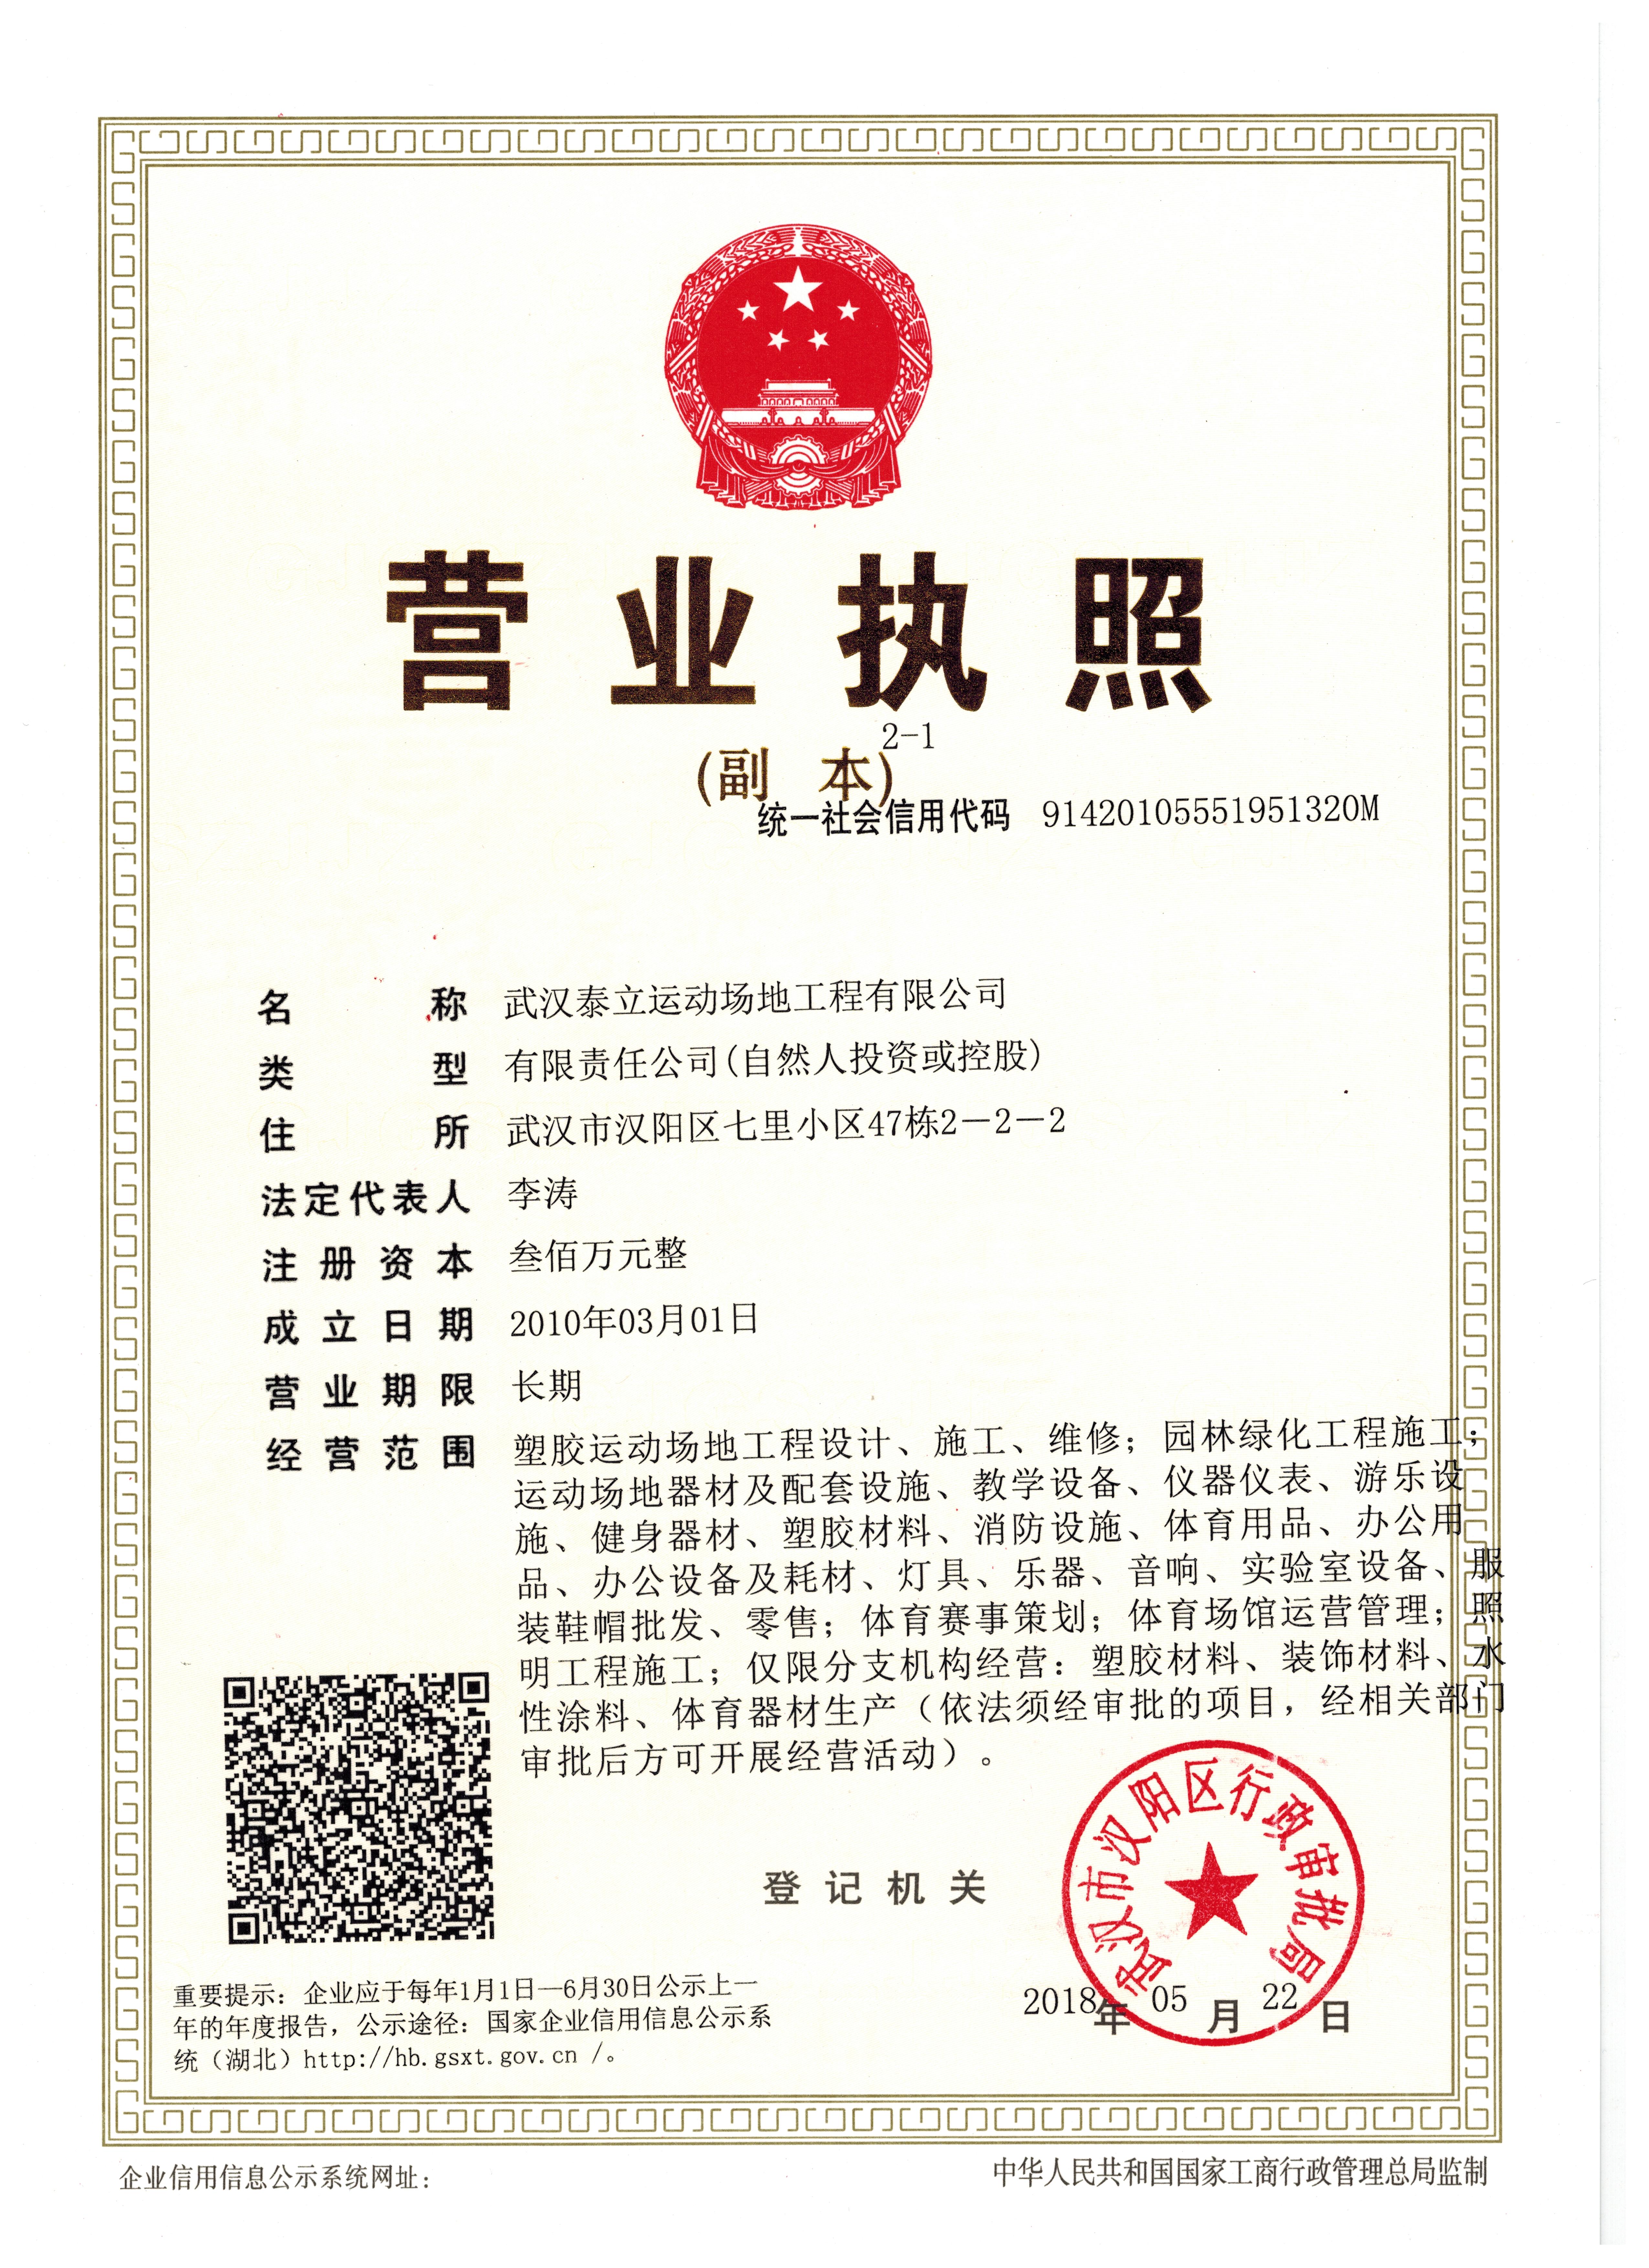 营业执照
2-1
(副 本)
统一社会信用代码 91420105551951320M
名称 武汉泰立运动场地工程有限公司
类型 有限责任公司(自然人投资或控股)
住所 武汉市汉阳区七里小区47栋2－2－2
法定代表人 李涛
注册资本 叁佰万元整
成立日期 2010年03月01日
营业期限 长期
经营范围 塑胶运动场地工程设计、施工、维修；园林绿化工程施工；
运动场地器材及配套设施、教学设备、仪器仪表、游乐设
施、健身器材、塑胶材料、消防设施、体育用品、办公用
品、办公设备及耗材、灯具、乐器、音响、实验室设备、服
装鞋帽批发、零售；体育赛事策划；体育场馆运营管理；照
明工程施工；仅限分支机构经营：塑胶材料、装饰材料、水
性涂料、体育器材生产（依法须经审批的项目，经相关部门
审批后方可开展经营活动）。
武汉市汉阳区行政审批局
登记机关
2018年05月22日
重要提示：企业应于每年1月1日—6月30日公示上一
年的年度报告，公示途径：国家企业信用信息公示系
统（湖北）http://hb.gsxt.gov.cn /。
企业信用信息公示系统网址：
中华人民共和国国家工商行政管理总局监制